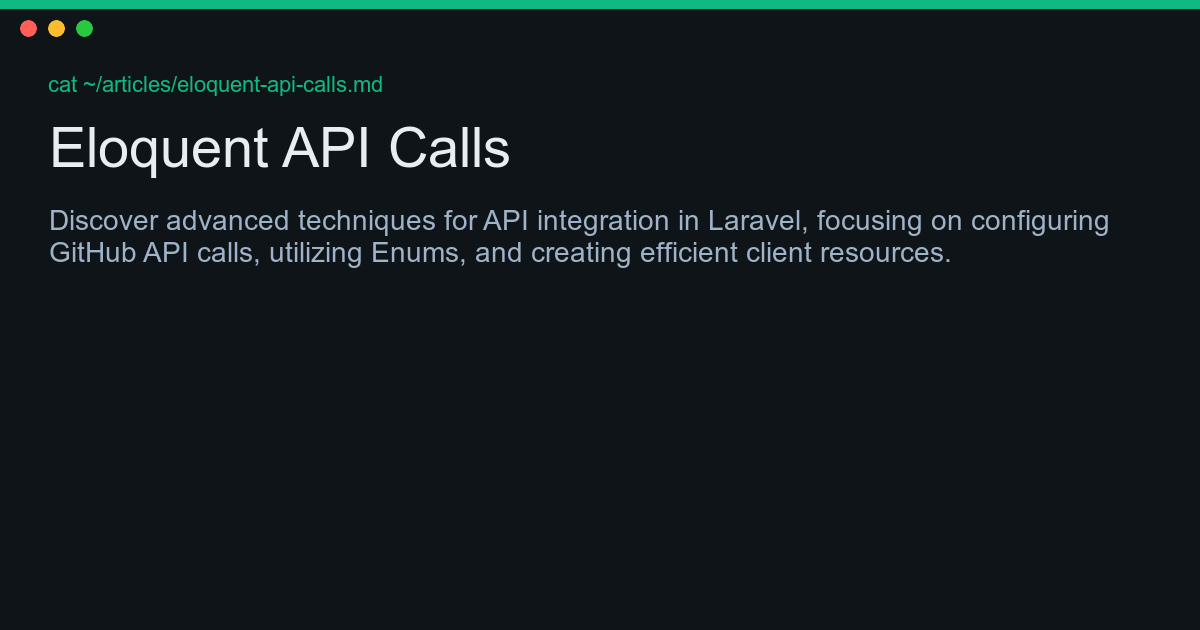 cat ~/articles/eloquent-api-calls.md
Eloquent API Calls
Discover advanced techniques for API integration in Laravel, focusing on configuring
GitHub API calls, utilizing Enums, and creating efficient client resources.